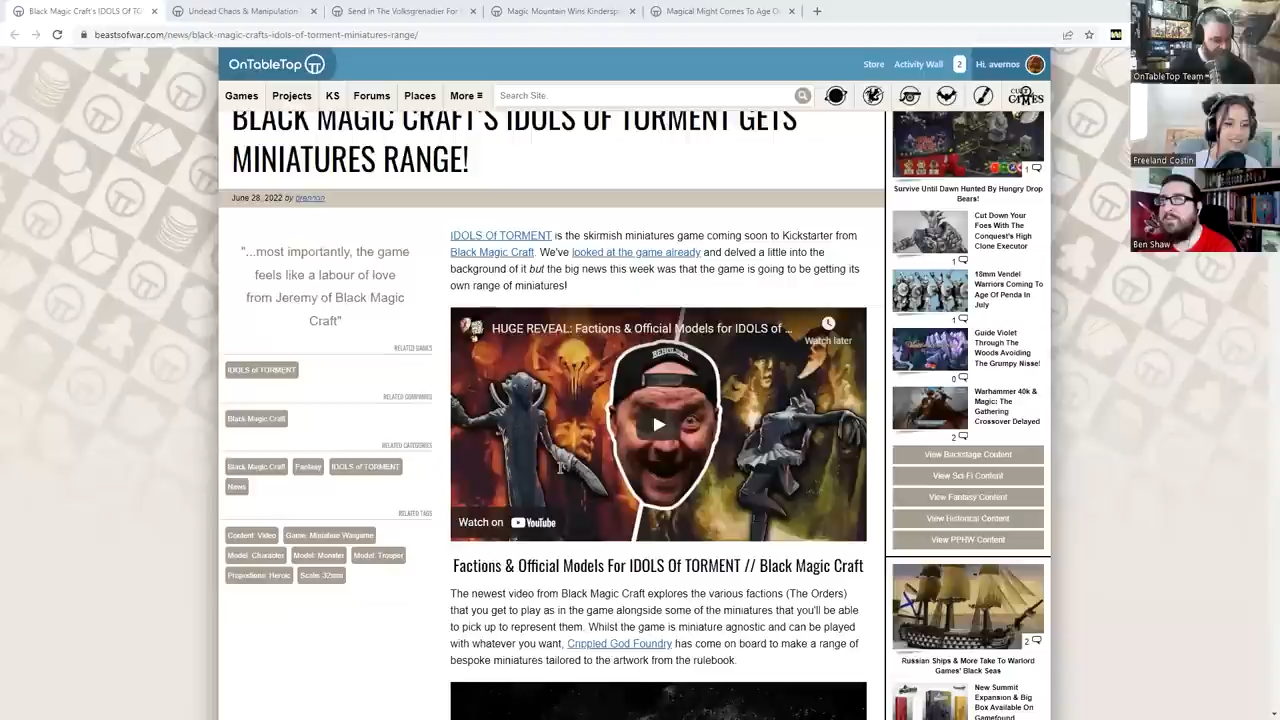 Black Magic Craft's IDOLS Of TO
Undead Chaos & Manipulation
Send In The Volksgrenadier For
Magic Mountain Wins Kindersp
Magical Might Comes To Age O
beastsofwar.com/news/black-magic-crafts-idols-of-torment-miniatures-range/
OnTableTop
Store
Activity Wall
2
Hi, avernos
Games
Projects
KS
Forums
Places
More
Search Site.
GAMES
BLACK MAGIC CRAFT'S IDOLS OF TORMENT GETS
MINIATURES RANGE!
June 28, 2022 by brennon
"...most importantly, the game
feels like a labour of love
from Jeremy of Black Magic
Craft"
RELATED GAMES
IDOLS of TORMENT
RELATED COMPANIES
Black Magic Craft
RELATED CATEGORIES
Black Magic Craft
Fantasy
IDOLS of TORMENT
News
RELATED TAGS
Content: Video
Game: Miniature Wargame
Model: Character
Model: Monster
Model: Trooper
Proportions: Heroic
Scale: 32mm
IDOLS Of TORMENT is the skirmish miniatures game coming soon to Kickstarter from
Black Magic Craft. We've looked at the game already and delved a little into the
background of it but the big news this week was that the game is going to be getting its
own range of miniatures!
HUGE REVEAL: Factions & Official Models for IDOLS of ...
Watch later
BEHOLDER
Watch on YouTube
Factions & Official Models For IDOLS Of TORMENT // Black Magic Craft
The newest video from Black Magic Craft explores the various factions (The Orders)
that you get to play as in the game alongside some of the miniatures that you'll be able
to pick up to represent them. Whilst the game is miniature agnostic and can be played
with whatever you want, Crippled God Foundry has come on board to make a range of
bespoke miniatures tailored to the artwork from the rulebook.
1
Survive Until Dawn Hunted By Hungry Drop
Bears!
Cut Down Your
Foes With The
Conquest's High
Clone Executor
1
18mm Vendel
Warriors Coming To
Age Of Penda In
July
1
Guide Violet
Through The
Woods Avoiding
The Grumpy Nisse!
0
Warhammer 40k &
Magic: The
Gathering
Crossover Delayed
2
View Backstage Content
View Sci-Fi Content
View Fantasy Content
View Historical Content
View PPHW Content
2
Russian Ships & More Take To Warlord
Games' Black Seas
New Summit
Expansion & Big
Box Available On
Gamefound
OnTableTop Team
Freeland Costin
Ben Shaw